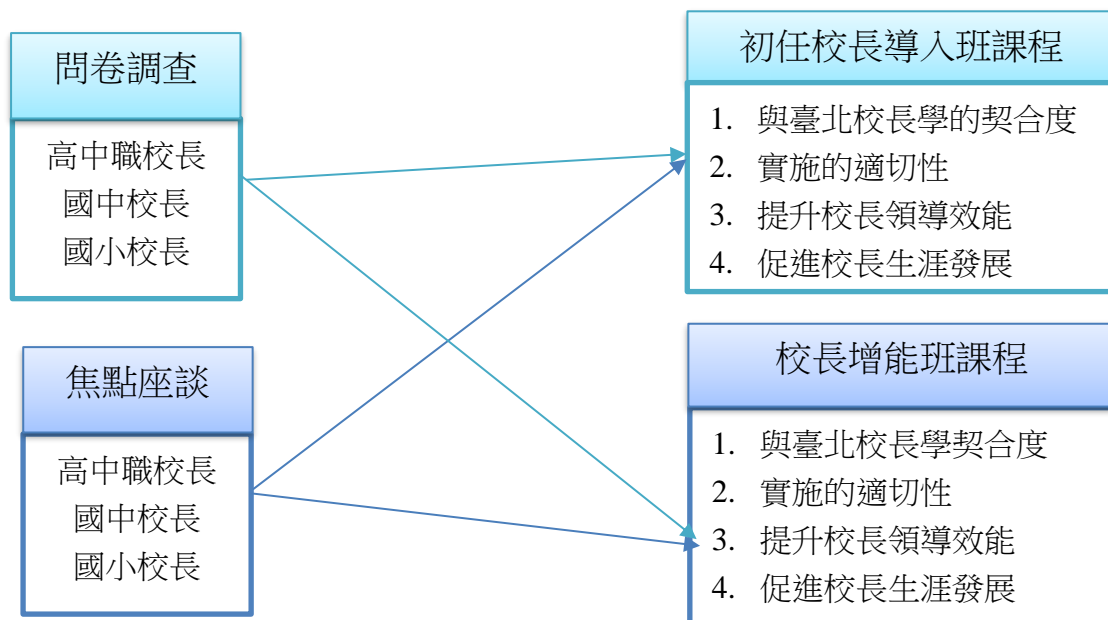 問卷調查
高中職校長
國中校長
國小校長
焦點座談
高中職校長
國中校長
國小校長
初任校長導入班課程
1. 與臺北校長學的契合度
2. 實施的適切性
3. 提升校長領導效能
4. 促進校長生涯發展
校長增能班課程
1. 與臺北校長學契合度
2. 實施的適切性
3. 提升校長領導效能
4. 促進校長生涯發展